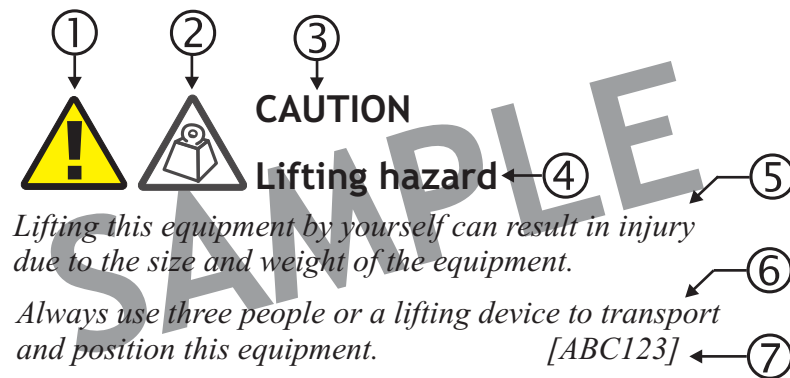 1 2 3
CAUTION
Lifting hazard 4
5
Lifting this equipment by yourself can result in injury
due to the size and weight of the equipment.
6
Always use three people or a lifting device to transport
and position this equipment. [ABC123] 7
SAMPLE